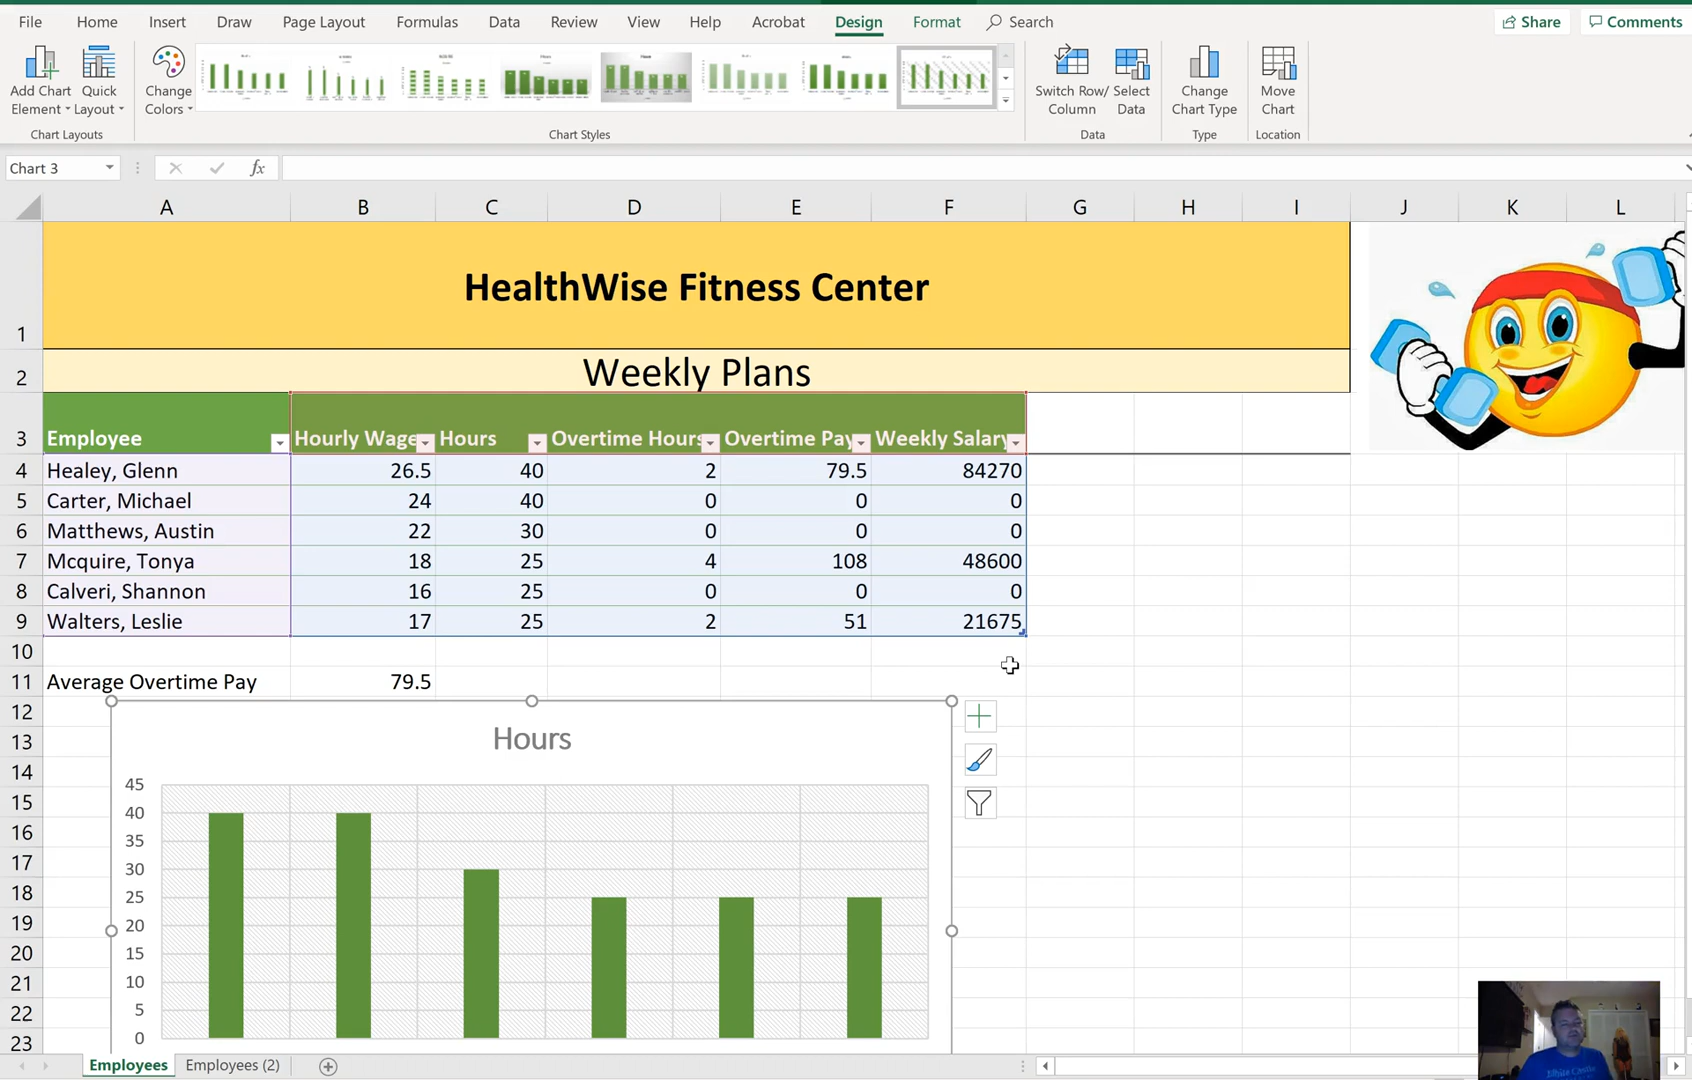 File Home Insert Draw Page Layout Formulas Data Review View Help Acrobat Design Format Search Share Comments
Add Chart Element Quick Layout Change Colors Switch Row/ Column Select Data Change Chart Type Move Chart
Chart Layouts Chart Styles Data Type Location
Chart 3 fx
A B C D E F G H I J K L
1 HealthWise Fitness Center
2 Weekly Plans
3 Employee Hourly Wage Hours Overtime Hours Overtime Pay Weekly Salary
4 Healey, Glenn 26.5 40 2 79.5 84270
5 Carter, Michael 24 40 0 0 0
6 Matthews, Austin 22 30 0 0 0
7 Mcquire, Tonya 18 25 4 108 48600
8 Calveri, Shannon 16 25 0 0 0
9 Walters, Leslie 17 25 2 51 21675
10
11 Average Overtime Pay 79.5
12
13 Hours
14
15
16
17
18
19
20
21
22
23
45
40
35
30
25
20
15
10
5
0
Employees Employees (2)